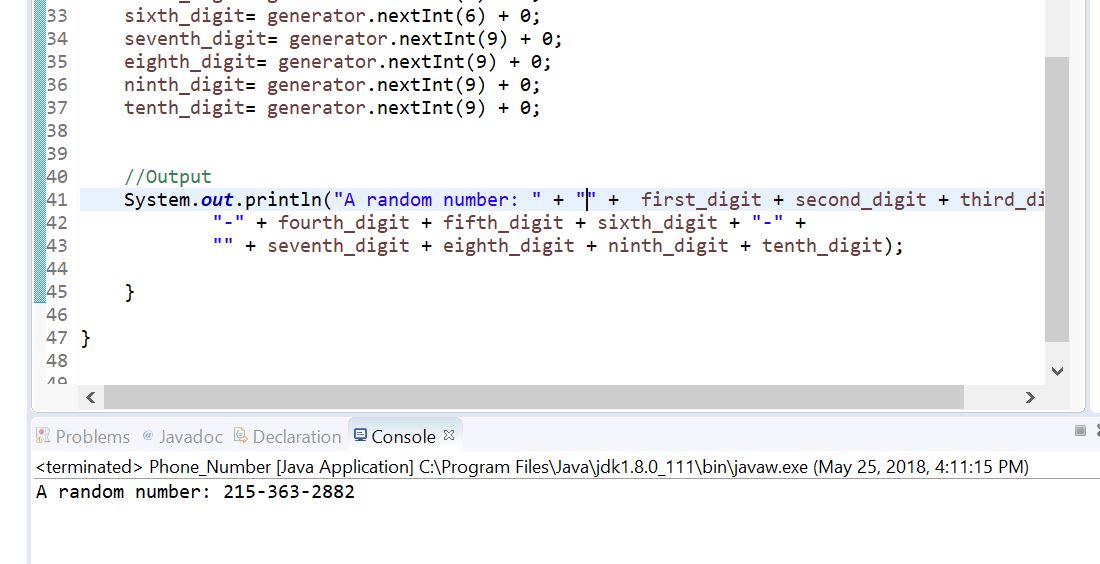 33 sixth_digit= generator.nextInt(6) + 0;
34 seventh_digit= generator.nextInt(9) + 0;
35 eighth_digit= generator.nextInt(9) + 0;
36 ninth_digit= generator.nextInt(9) + 0;
37 tenth_digit= generator.nextInt(9) + 0;
38
39
40 //Output
41 System.out.println("A random number: " + "" +  first_digit + second_digit + third_di
42 "-" + fourth_digit + fifth_digit + sixth_digit + "-" +
43 "" + seventh_digit + eighth_digit + ninth_digit + tenth_digit);
44
45 }
46
47 }
48
49
Problems @ Javadoc Declaration Console
<terminated> Phone_Number [Java Application] C:\Program Files\Java\jdk1.8.0_111\bin\javaw.exe (May 25, 2018, 4:11:15 PM)
A random number: 215-363-2882